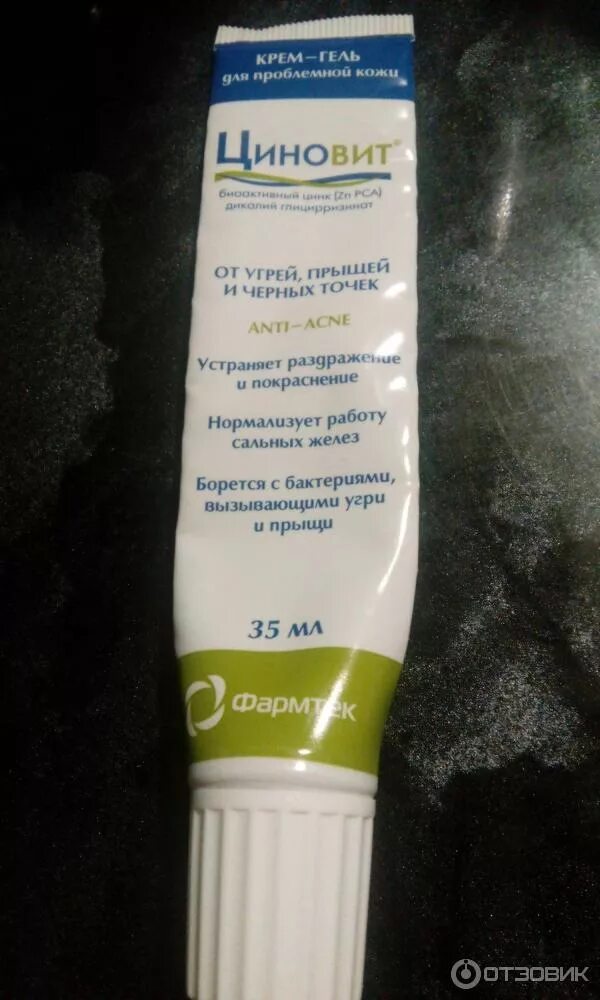 КРЕМ-ГЕЛЬ
для проблемной кожи
ЦИНОВИТ®
биоактивный цинк (Zn PCA)
дикалий глицирризинат
ОТ УГРЕЙ, ПРЫЩЕЙ
И ЧЕРНЫХ ТОЧЕК
ANTI-ACNE
Устраняет раздражение
и покраснение
Нормализует работу
сальных желез
Борется с бактериями,
вызывающими угри
и прыщи
35 мл
Фармтек
ОТЗОВИК